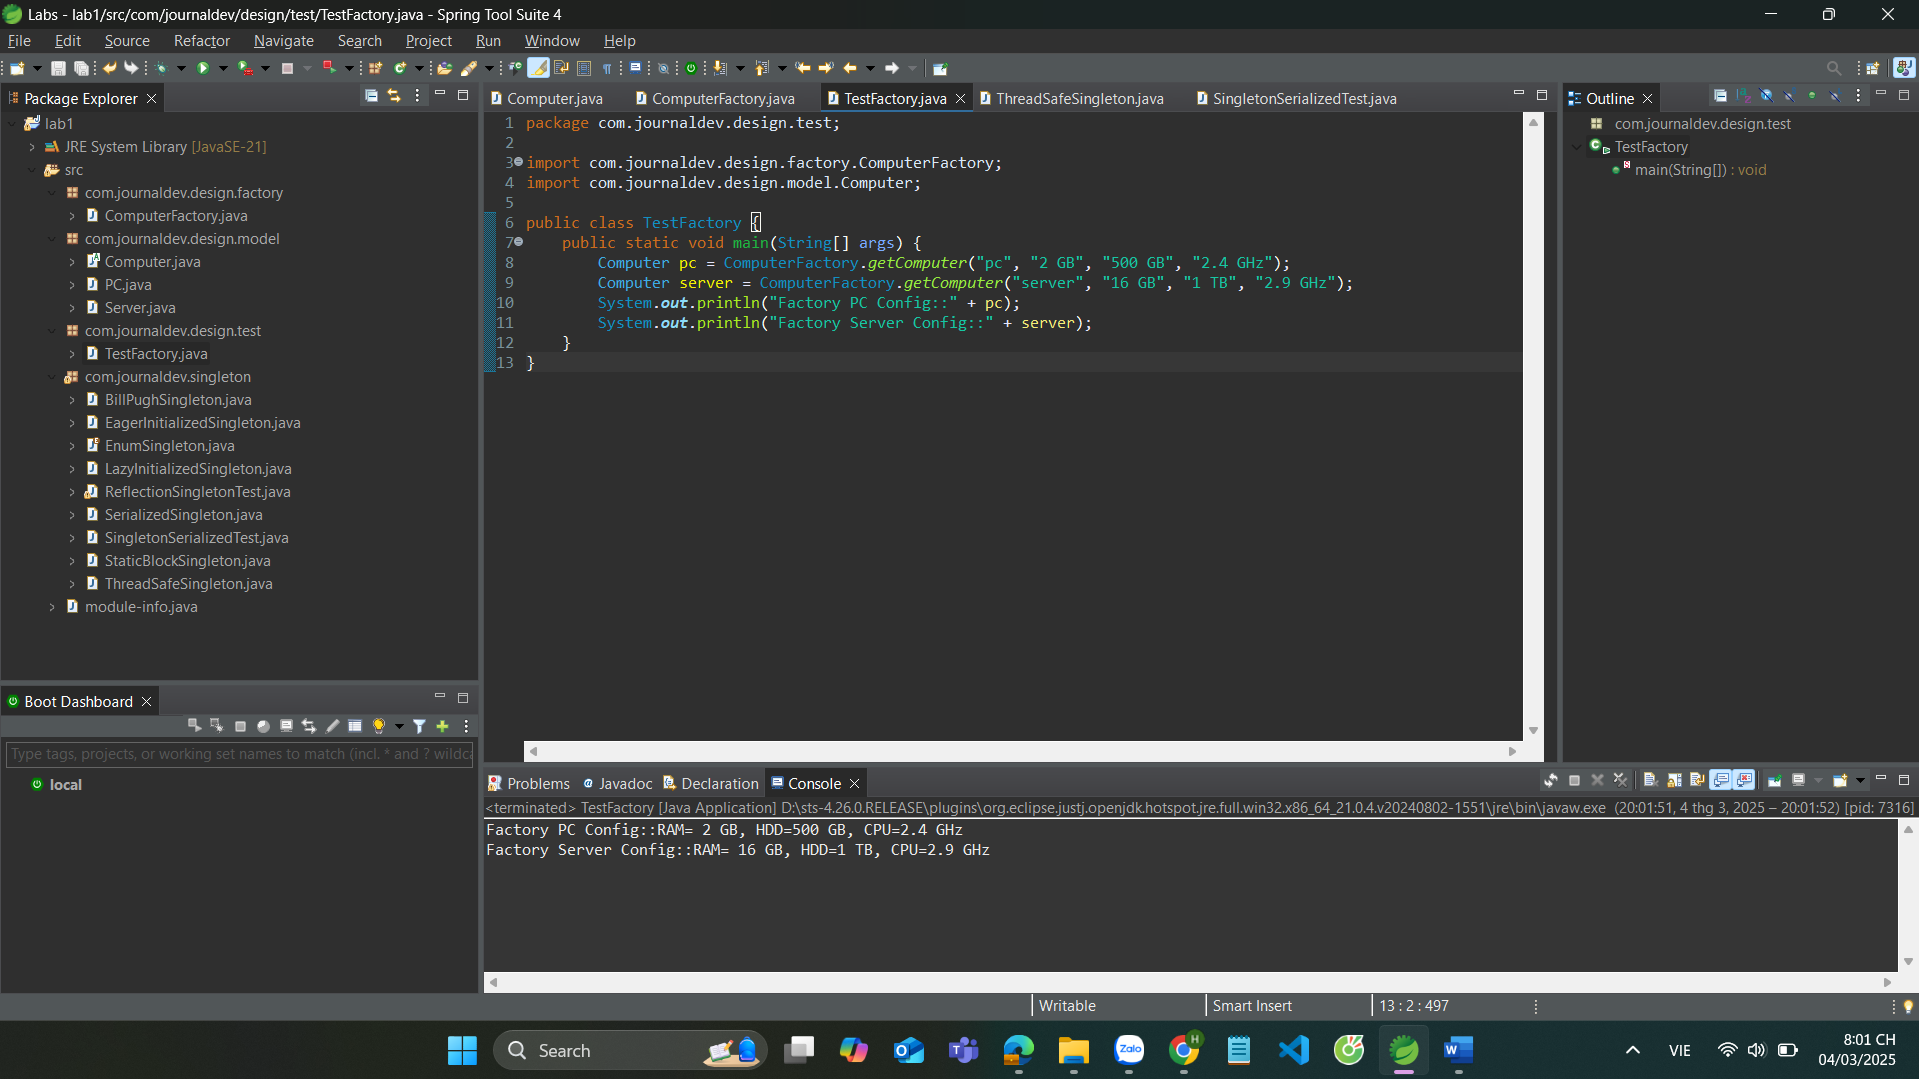 Labs - lab1/src/com/journaldev/design/test/TestFactory.java - Spring Tool Suite 4
File Edit Source Refactor Navigate Search Project Run Window Help
Package Explorer
lab1
JRE System Library [JavaSE-21]
src
com.journaldev.design.factory
ComputerFactory.java
com.journaldev.design.model
Computer.java
PC.java
Server.java
com.journaldev.design.test
TestFactory.java
com.journaldev.singleton
BillPughSingleton.java
EagerInitializedSingleton.java
EnumSingleton.java
LazyInitializedSingleton.java
ReflectionSingletonTest.java
SerializedSingleton.java
SingletonSerializedTest.java
StaticBlockSingleton.java
ThreadSafeSingleton.java
module-info.java
Boot Dashboard
Type tags, projects, or working set names to match (incl. * and ? wildca
local
Computer.java ComputerFactory.java TestFactory.java ThreadSafeSingleton.java SingletonSerializedTest.java
1 package com.journaldev.design.test;
2
3 import com.journaldev.design.factory.ComputerFactory;
4 import com.journaldev.design.model.Computer;
5
6 public class TestFactory {
7     public static void main(String[] args) {
8         Computer pc = ComputerFactory.getComputer("pc", "2 GB", "500 GB", "2.4 GHz");
9         Computer server = ComputerFactory.getComputer("server", "16 GB", "1 TB", "2.9 GHz");
10         System.out.println("Factory PC Config::" + pc);
11         System.out.println("Factory Server Config::" + server);
12     }
13 }
Outline
com.journaldev.design.test
TestFactory
main(String[]) : void
Problems Javadoc Declaration Console
<terminated> TestFactory [Java Application] D:\sts-4.26.0.RELEASE\plugins\org.eclipse.justj.openjdk.hotspot.jre.full.win32.x86_64_21.0.4.v20240802-1551\jre\bin\javaw.exe (20:01:51, 4 thg 3, 2025 – 20:01:52) [pid: 7316]
Factory PC Config::RAM= 2 GB, HDD=500 GB, CPU=2.4 GHz
Factory Server Config::RAM= 16 GB, HDD=1 TB, CPU=2.9 GHz
Writable Smart Insert 13 : 2 : 497
Search
Zalo
H
VIE
8:01 CH
04/03/2025